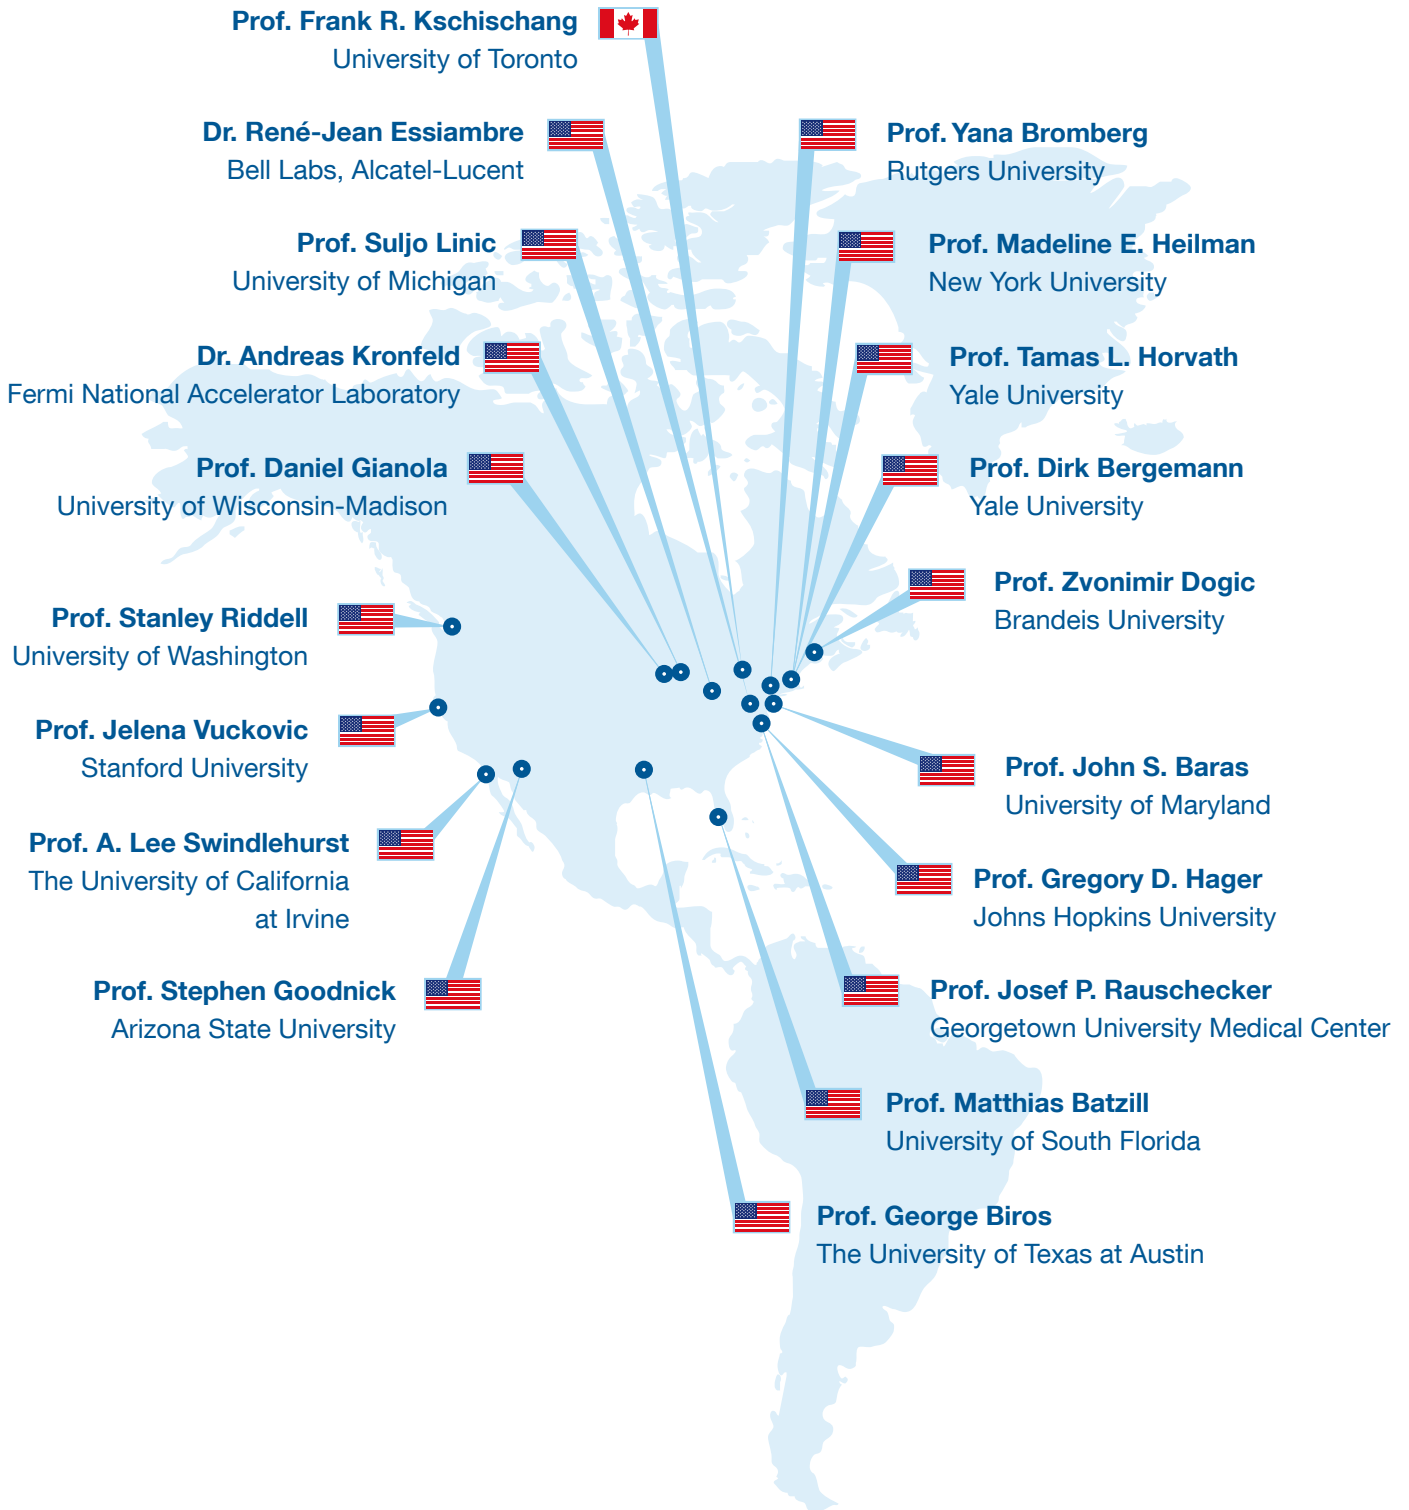 Prof. Frank R. Kschischang
University of Toronto
Dr. René-Jean Essiambre
Bell Labs, Alcatel-Lucent
Prof. Suljo Linic
University of Michigan
Dr. Andreas Kronfeld
Fermi National Accelerator Laboratory
Prof. Daniel Gianola
University of Wisconsin-Madison
Prof. Stanley Riddell
University of Washington
Prof. Jelena Vuckovic
Stanford University
Prof. A. Lee Swindlehurst
The University of California
at Irvine
Prof. Stephen Goodnick
Arizona State University
Prof. Yana Bromberg
Rutgers University
Prof. Madeline E. Heilman
New York University
Prof. Tamas L. Horvath
Yale University
Prof. Dirk Bergemann
Yale University
Prof. Zvonimir Dogic
Brandeis University
Prof. John S. Baras
University of Maryland
Prof. Gregory D. Hager
Johns Hopkins University
Prof. Josef P. Rauschecker
Georgetown University Medical Center
Prof. Matthias Batzill
University of South Florida
Prof. George Biros
The University of Texas at Austin